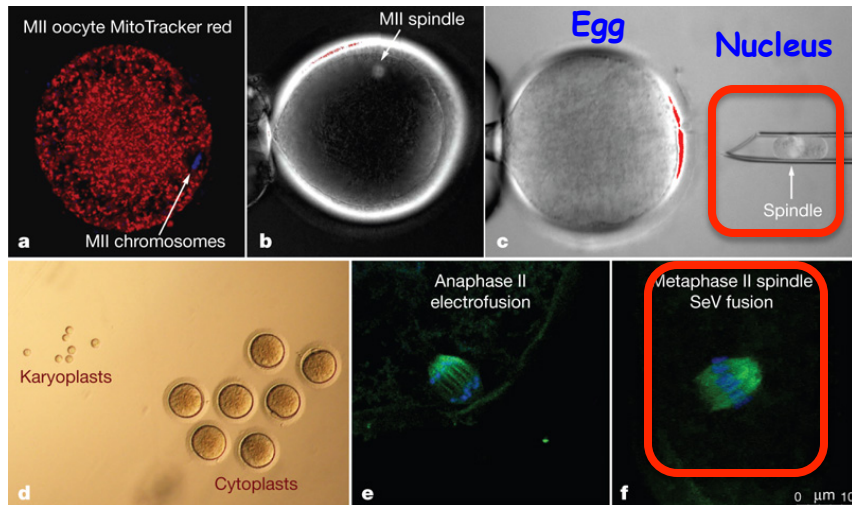 MII oocyte MitoTracker red
MII chromosomes
a
MII spindle
b
Egg
Nucleus
Spindle
c
Karyoplasts
Cytoplasts
d
Anaphase II
electrofusion
e
Metaphase II spindle
SeV fusion
0 µm 10
f